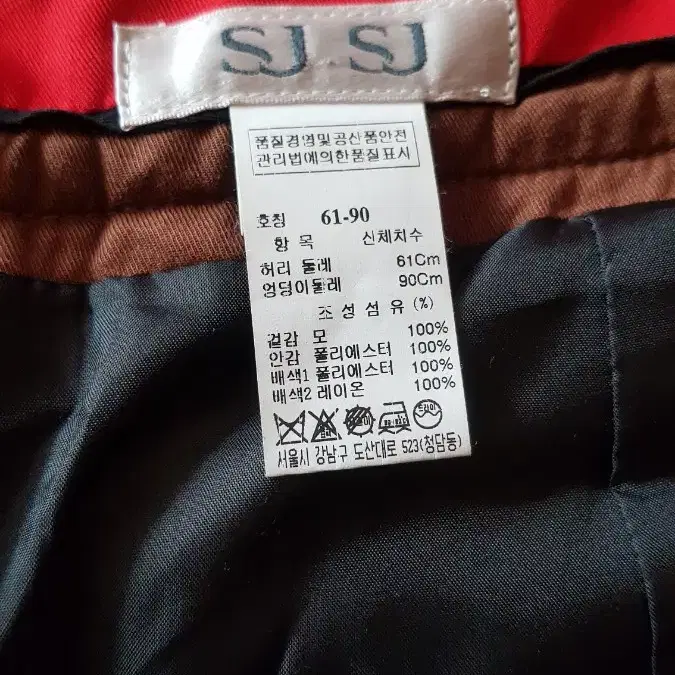 SJ SJ
품질경영및공산품안전
관리법에의한품질표시
호칭 61-90
항 목 신체치수
허리 둘레 61Cm
엉덩이둘레 90Cm
조 성 섬 유 (%)
겉감 모 100%
안감 폴리에스터 100%
배색1 폴리에스터 100%
배색2 레이온 100%
드라이
서울시 강남구 도산대로 523(청담동)